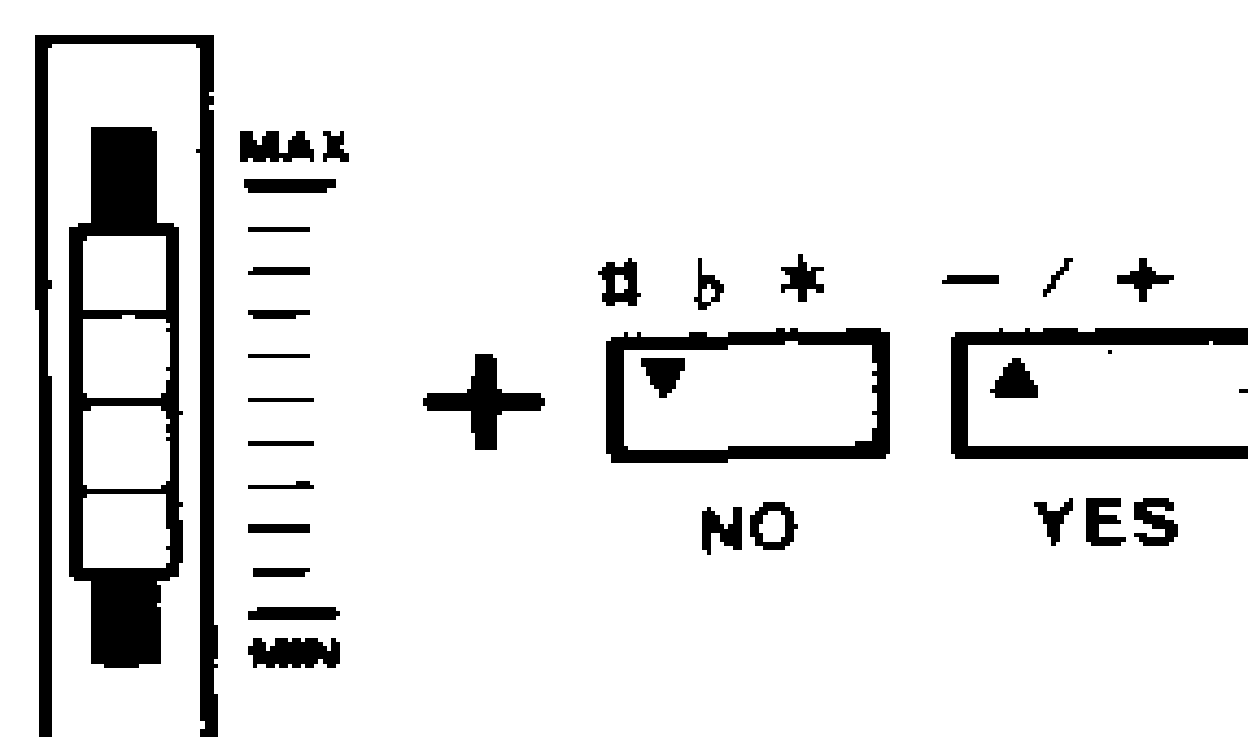 MAX
♯ ♭ * — / +
+
▼ ▲
NO YES
MIN